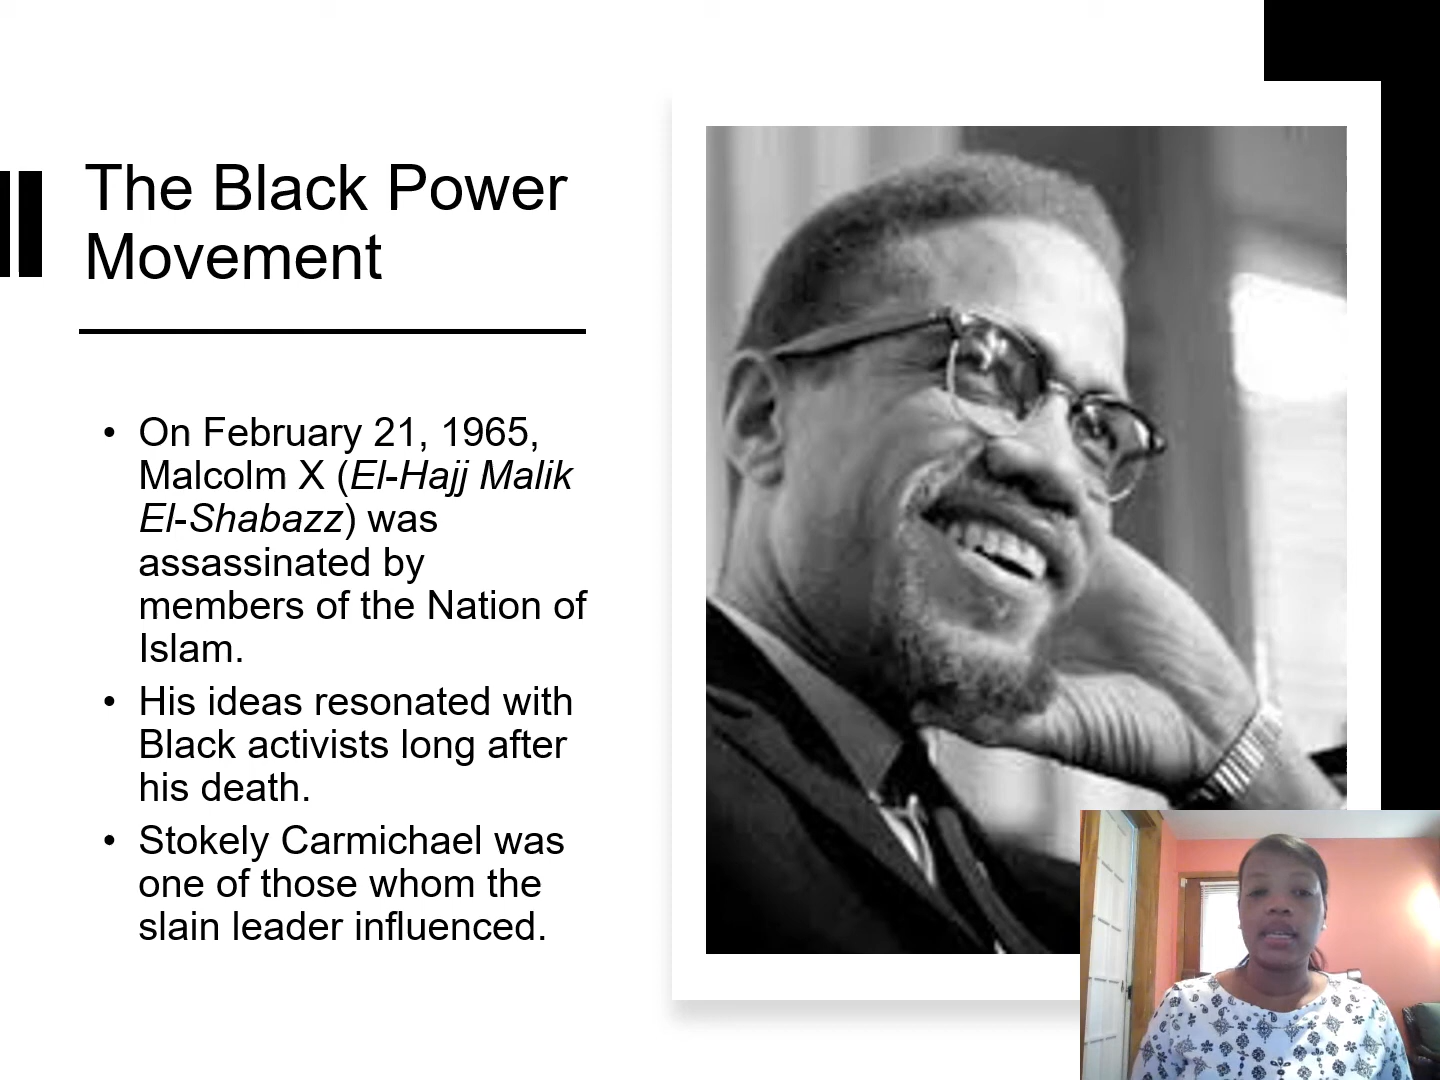 The Black Power
Movement
• On February 21, 1965,
Malcolm X (El-Hajj Malik
El-Shabazz) was
assassinated by
members of the Nation of
Islam.
• His ideas resonated with
Black activists long after
his death.
• Stokely Carmichael was
one of those whom the
slain leader influenced.